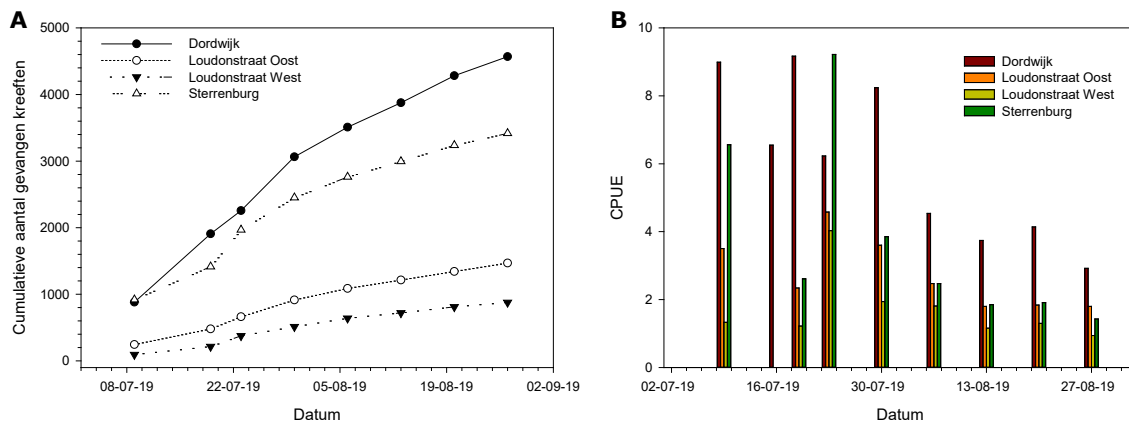 A
Cumulatieve aantal gevangen kreeften
5000
4000
3000
2000
1000
0
Dordwijk
Loudonstraat Oost
Loudonstraat West
Sterrenburg
08-07-19 22-07-19 05-08-19 19-08-19 02-09-19
Datum
B
CPUE
10
8
6
4
2
0
Dordwijk
Loudonstraat Oost
Loudonstraat West
Sterrenburg
02-07-19 16-07-19 30-07-19 13-08-19 27-08-19
Datum